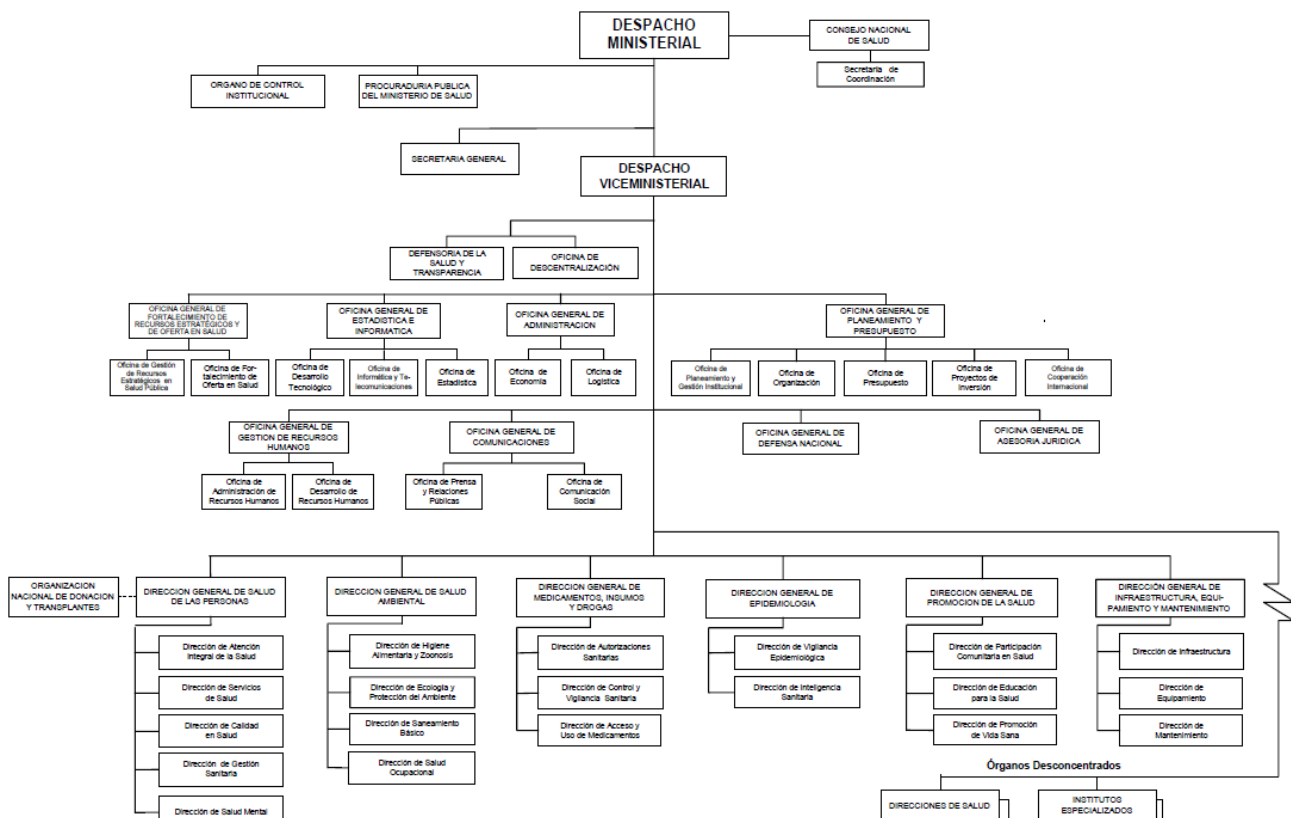 DESPACHO
MINISTERIAL
CONSEJO NACIONAL
DE SALUD
Secretaría de
Coordinación
ORGANO DE CONTROL
INSTITUCIONAL
PROCURADURIA PUBLICA
DEL MINISTERIO DE SALUD
SECRETARIA GENERAL
DESPACHO
VICEMINISTERIAL
DEFENSORIA DE LA
SALUD Y
TRANSPARENCIA
OFICINA DE
DESCENTRALIZACIÓN
OFICINA GENERAL DE
FORTALECIMIENTO DE
RECURSOS ESTRATÉGICOS Y
DE OFERTA EN SALUD
OFICINA GENERAL DE
ESTADISTICA E
INFORMATICA
OFICINA GENERAL DE
ADMINISTRACION
OFICINA GENERAL DE
PLANEAMIENTO Y
PRESUPUESTO
Oficina de Gestión
de Recursos
Estratégicos en
Salud Pública
Oficina de For-
talecimiento de
Oferta en Salud
Oficina de
Desarrollo
Tecnológico
Oficina de
Informática y Te-
lecomunicaciones
Oficina de
Estadística
Oficina de
Economía
Oficina de
Logística
Oficina de
Planeamiento y
Gestión Institucional
Oficina de
Organización
Oficina de
Presupuesto
Oficina de
Proyectos de
Inversión
Oficina de
Cooperación
Internacional
OFICINA GENERAL DE
GESTION DE RECURSOS
HUMANOS
OFICINA GENERAL DE
COMUNICACIONES
OFICINA GENERAL DE
DEFENSA NACIONAL
OFICINA GENERAL DE
ASESORIA JURIDICA
Oficina de
Administración de
Recursos Humanos
Oficina de
Desarrollo de
Recursos Humanos
Oficina de Prensa
y Relaciones
Públicas
Oficina de
Comunicación
Social
ORGANIZACION
NACIONAL DE DONACION
Y TRANSPLANTES
DIRECCION GENERAL DE SALUD
DE LAS PERSONAS
DIRECCION GENERAL DE SALUD
AMBIENTAL
DIRECCION GENERAL DE
MEDICAMENTOS, INSUMOS
Y DROGAS
DIRECCION GENERAL DE
EPIDEMIOLOGIA
DIRECCION GENERAL DE
PROMOCION DE LA SALUD
DIRECCIÓN GENERAL DE
INFRAESTRUCTURA, EQUI-
PAMIENTO Y MANTENIMIENTO
Dirección de Atención
Integral de la Salud
Dirección de Servicios
de Salud
Dirección de Calidad
en Salud
Dirección de Gestión
Sanitaria
Dirección de Salud Mental
Dirección de Higiene
Alimentaria y Zoonosis
Dirección de Ecología y
Protección del Ambiente
Dirección de Saneamiento
Básico
Dirección de Salud
Ocupacional
Dirección de Autorizaciones
Sanitarias
Dirección de Control y
Vigilancia Sanitaria
Dirección de Acceso y
Uso de Medicamentos
Dirección de Vigilancia
Epidemiológica
Dirección de Inteligencia
Sanitaria
Dirección de Participación
Comunitaria en Salud
Dirección de Educación
para la Salud
Dirección de Promoción
de Vida Sana
Dirección de Infraestructura
Dirección de
Equipamiento
Dirección de
Mantenimiento
Órganos Desconcentrados
DIRECCIONES DE SALUD
INSTITUTOS
ESPECIALIZADOS